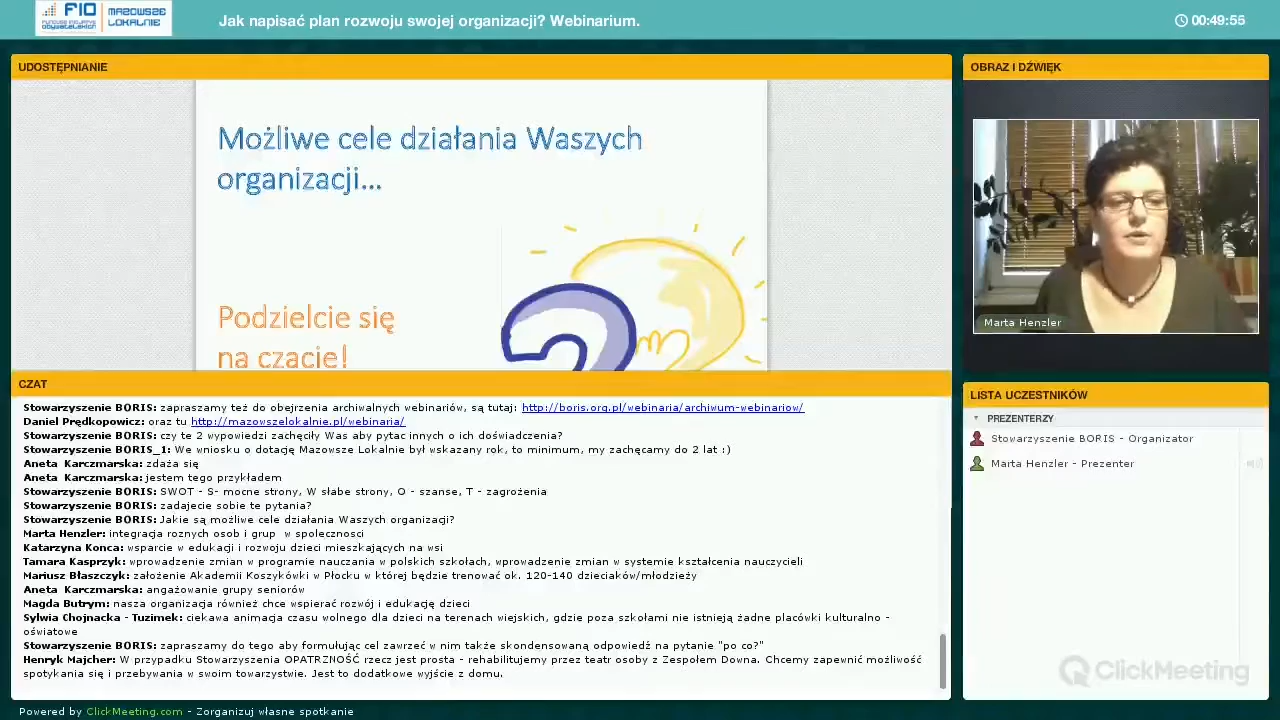 FIO
fundusz inicjatyw
obywatelskich
MAZOWSZE
LOKALNIE
Jak napisać plan rozwoju swojej organizacji? Webinarium.
00:49:55
UDOSTĘPNIANIE
OBRAZ I DŹWIĘK
Możliwe cele działania Waszych
organizacji...
Podzielcie się
na czacie!
Marta Henzler
CZAT
Stowarzyszenie BORIS: zapraszamy też do obejrzenia archiwalnych webinariów, są tutaj: http://boris.org.pl/webinaria/archiwum-webinariow/
Daniel Prędkopowicz: oraz tu http://mazowszelokalnie.pl/webinaria/
Stowarzyszenie BORIS: czy te 2 wypowiedzi zachęciły Was aby pytac innych o ich doświadczenia?
Stowarzyszenie BORIS_1: We wniosku o dotację Mazowsze Lokalnie był wskazany rok, to minimum, my zachęcamy do 2 lat :)
Aneta Karczmarska: zdaża się
Aneta Karczmarska: jestem tego przykładem
Stowarzyszenie BORIS: SWOT - S- mocne strony, W słabe strony, O - szanse, T - zagrożenia
Stowarzyszenie BORIS: zadajecie sobie te pytania?
Stowarzyszenie BORIS: Jakie są możliwe cele działania Waszych organizacji?
Marta Henzler: integracja roznych osob i grup w spolecznosci
Katarzyna Konca: wsparcie w edukacji i rozwoju dzieci mieszkających na wsi
Tamara Kasprzyk: wprowadzenie zmian w programie nauczania w polskich szkołach, wprowadzenie zmian w systemie kształcenia nauczycieli
Mariusz Błaszczyk: założenie Akademii Koszykówki w Płocku w której będzie trenować ok. 120-140 dzieciaków/młodzieży
Aneta Karczmarska: angażowanie grupy seniorów
Magda Butrym: nasza organizacja również chce wspierać rozwój i edukację dzieci
Sylwia Chojnacka - Tuzimek: ciekawa animacja czasu wolnego dla dzieci na terenach wiejskich, gdzie poza szkołami nie istnieją żadne placówki kulturalno -
oświatowe
Stowarzyszenie BORIS: zapraszamy do tego aby formułując cel zawrzeć w nim także skondensowaną odpowiedź na pytanie "po co?"
Henryk Majcher: W przypadku Stowarzyszenia OPATRZNOŚĆ rzecz jest prosta - rehabilitujemy przez teatr osoby z Zespołem Downa. Chcemy zapewnić możliwość
spotykania się i przebywania w swoim towarzystwie. Jest to dodatkowe wyjście z domu.
LISTA UCZESTNIKÓW
PREZENTERZY
Stowarzyszenie BORIS - Organizator
Marta Henzler - Prezenter
ClickMeeting
Powered by ClickMeeting.com - Zorganizuj własne spotkanie